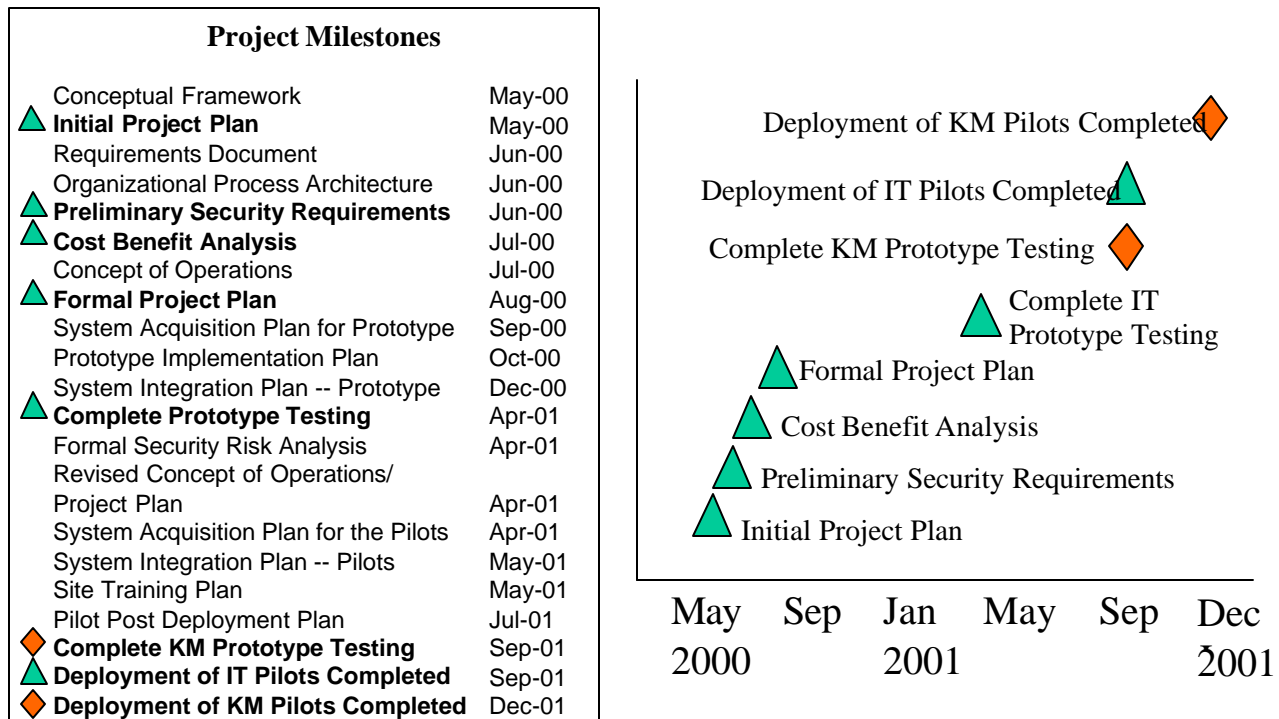 Project Milestones
Conceptual Framework May-00
Initial Project Plan May-00
Requirements Document Jun-00
Organizational Process Architecture Jun-00
Preliminary Security Requirements Jun-00
Cost Benefit Analysis Jul-00
Concept of Operations Jul-00
Formal Project Plan Aug-00
System Acquisition Plan for Prototype Sep-00
Prototype Implementation Plan Oct-00
System Integration Plan -- Prototype Dec-00
Complete Prototype Testing Apr-01
Formal Security Risk Analysis Apr-01
Revised Concept of Operations/
Project Plan Apr-01
System Acquisition Plan for the Pilots Apr-01
System Integration Plan -- Pilots May-01
Site Training Plan May-01
Pilot Post Deployment Plan Jul-01
Complete KM Prototype Testing Sep-01
Deployment of IT Pilots Completed Sep-01
Deployment of KM Pilots Completed Dec-01
Deployment of KM Pilots Completed
Deployment of IT Pilots Completed
Complete KM Prototype Testing
Complete IT
Prototype Testing
Formal Project Plan
Cost Benefit Analysis
Preliminary Security Requirements
Initial Project Plan
May Sep Jan May Sep Dec
2000 2001 2001